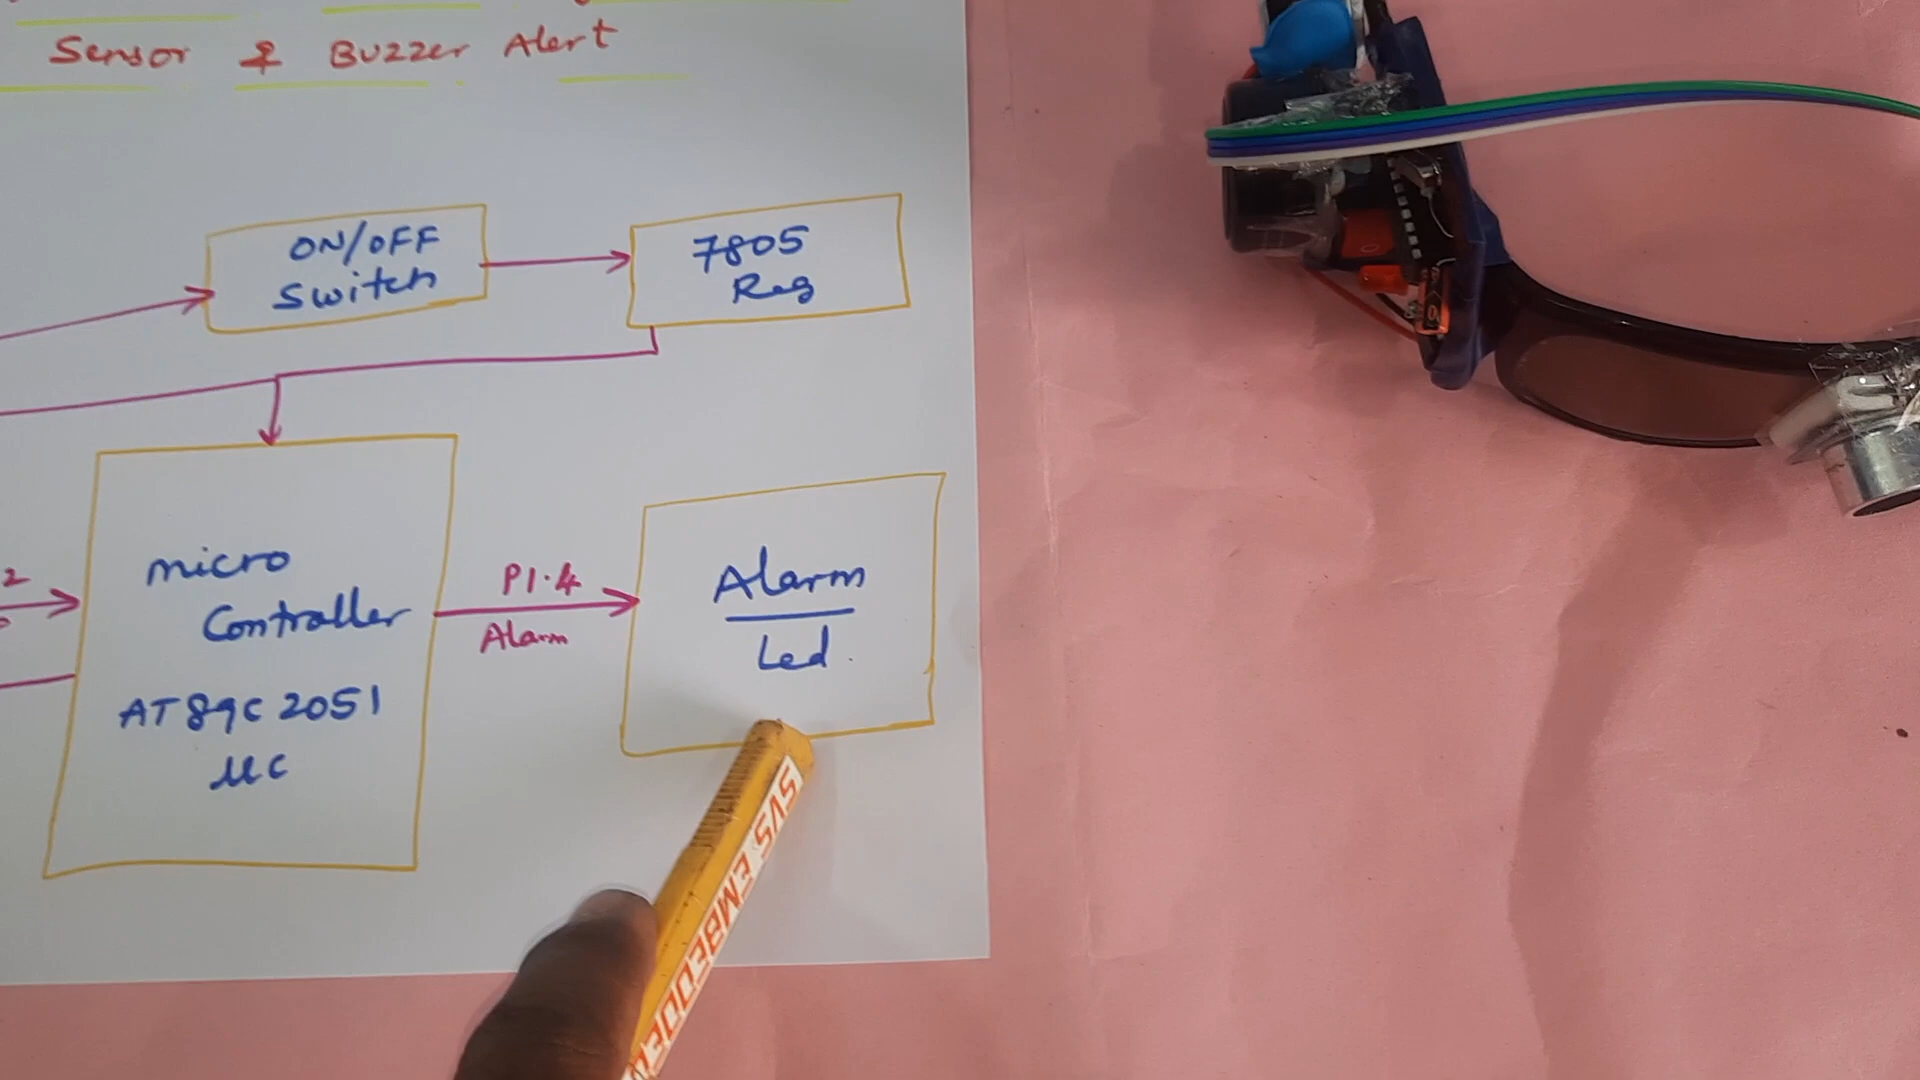 Sensor & Buzzer Alert
ON/OFF
Switch
7805
Reg
2
micro
Controller
AT89C2051
µC
P1.4
Alarm
Alarm
Led.
SVS EMBEDDED